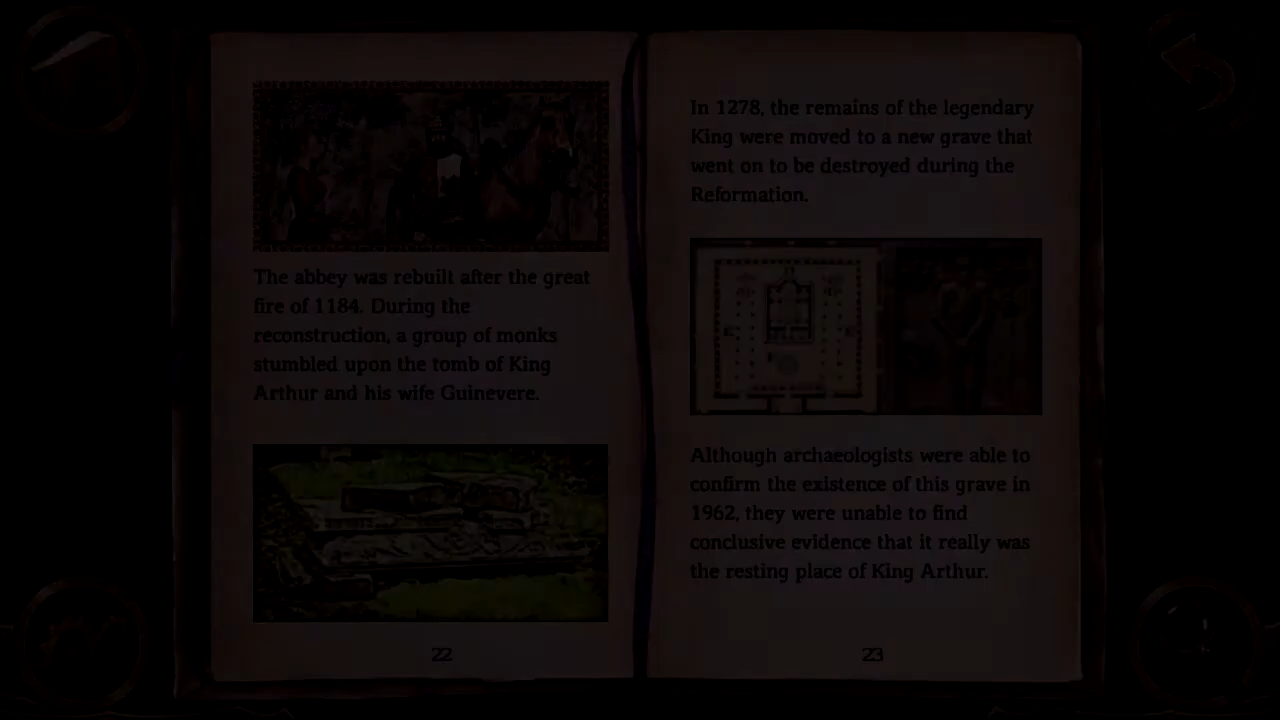 The abbey was rebuilt after the great
fire of 1184. During the
reconstruction, a group of monks
stumbled upon the tomb of King
Arthur and his wife Guinevere.
22
In 1278, the remains of the legendary
King were moved to a new grave that
went on to be destroyed during the
Reformation.
Although archaeologists were able to
confirm the existence of this grave in
1962, they were unable to find
conclusive evidence that it really was
the resting place of King Arthur.
23